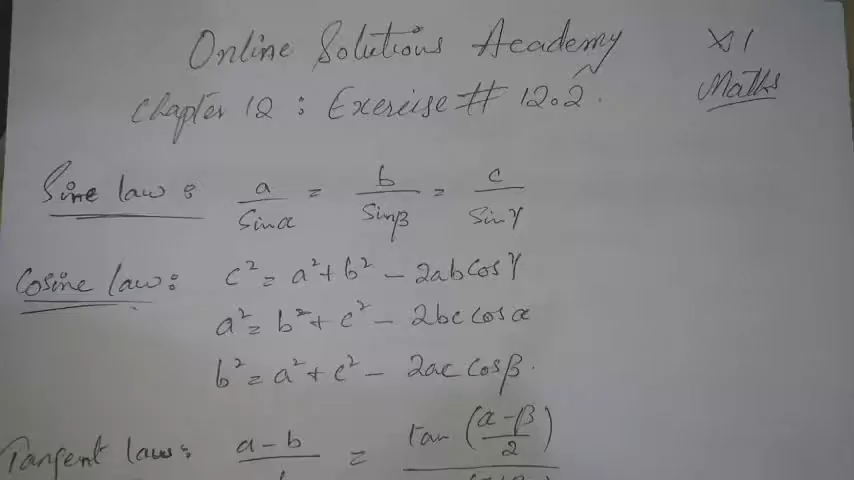 Online Solutions Academy XI
Chapter 12 : Exercise # 12.2 Maths
Sine law : a/Sinα = b/Sinβ = c/Sinγ
Cosine law : c² = a² + b² - 2ab Cosγ
a² = b² + c² - 2bc Cosα
b² = a² + c² - 2ac Cosβ.
Tangent law : a-b = tan (α-β/2)